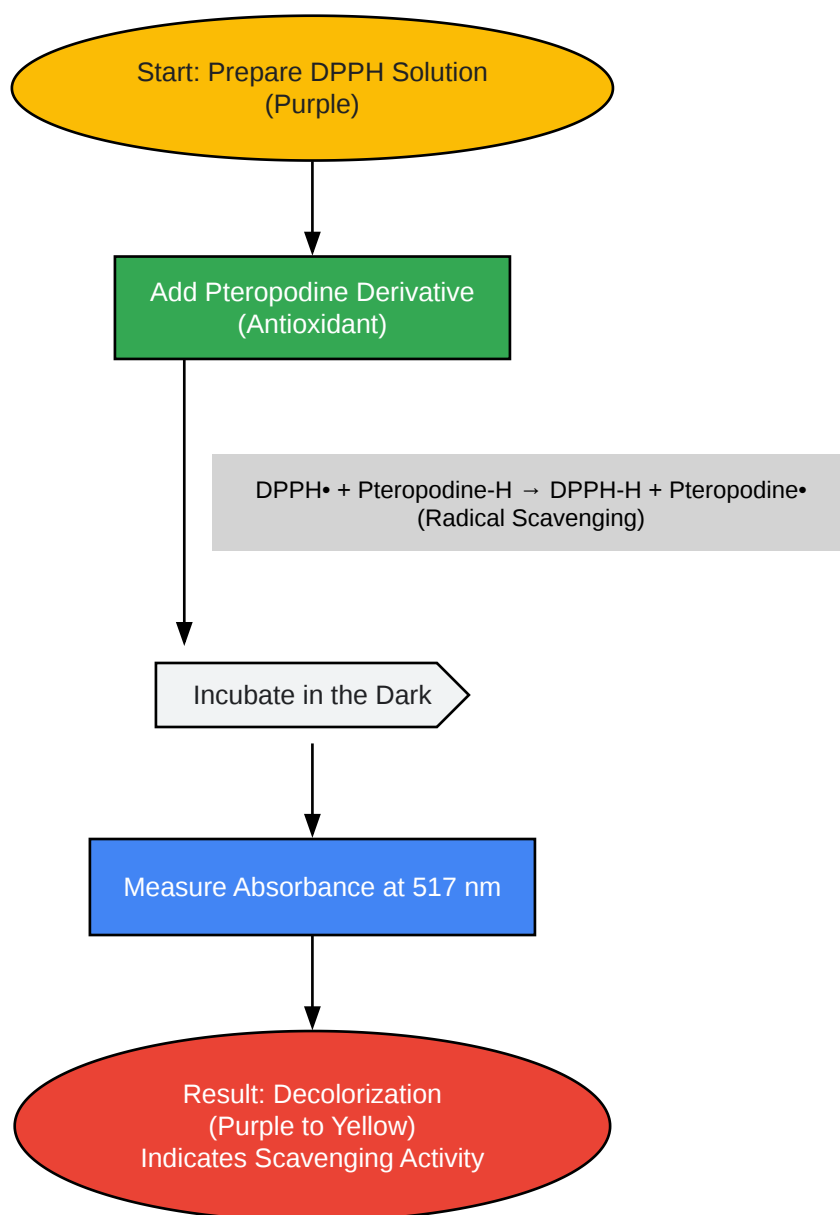 Start: Prepare DPPH Solution
(Purple)
Add Pteropodine Derivative
(Antioxidant)
DPPH• + Pteropodine-H → DPPH-H + Pteropodine•
(Radical Scavenging)
Incubate in the Dark
Measure Absorbance at 517 nm
Result: Decolorization
(Purple to Yellow)
Indicates Scavenging Activity